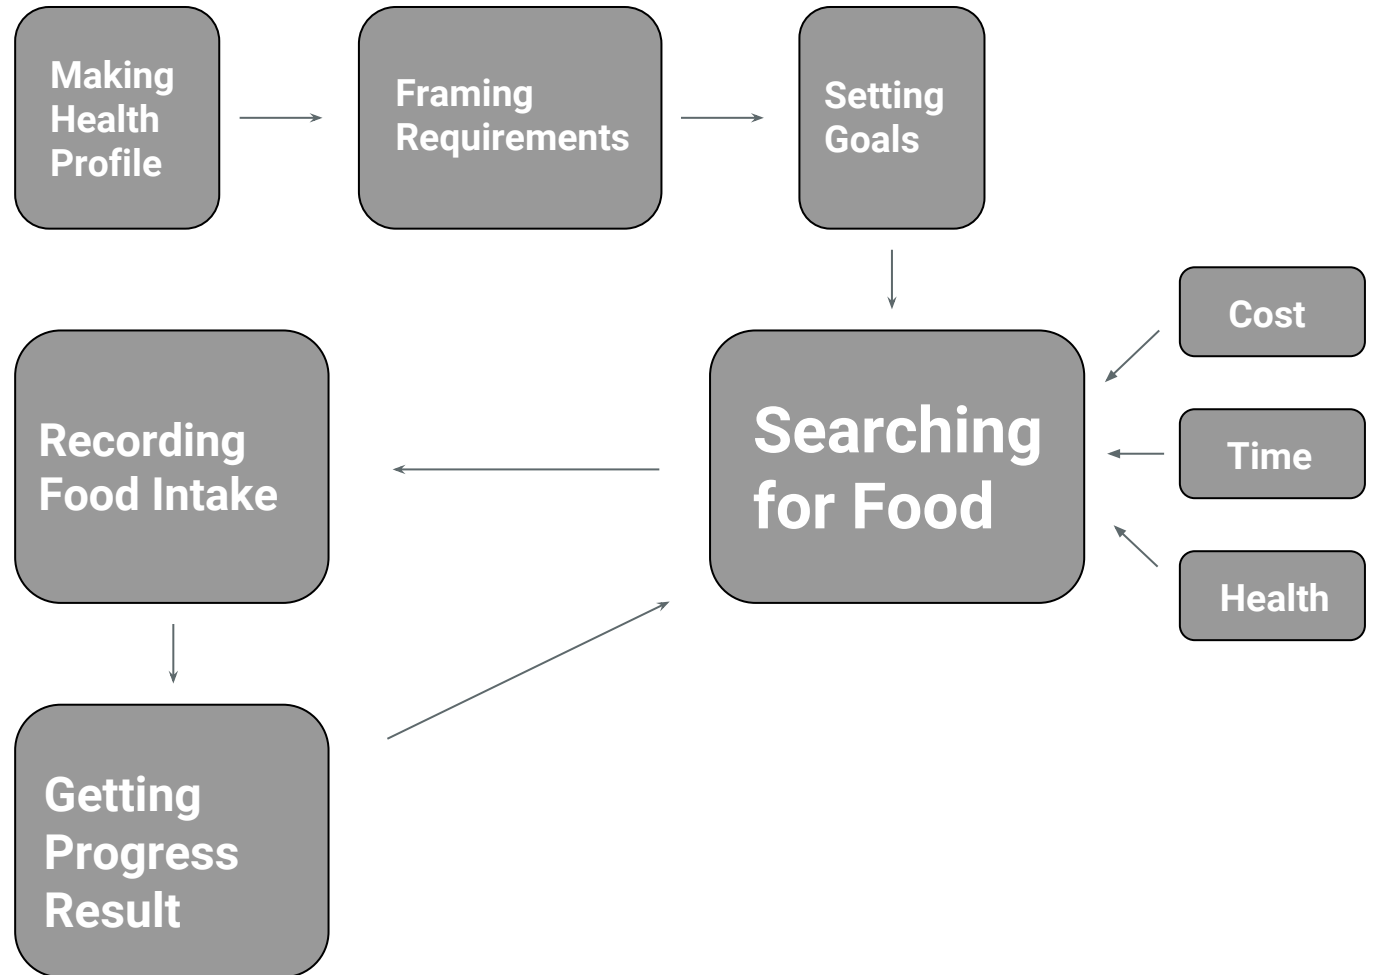 Making
Health
Profile
Framing
Requirements
Setting
Goals
Cost
Searching
for Food
Time
Health
Recording
Food Intake
Getting
Progress
Result